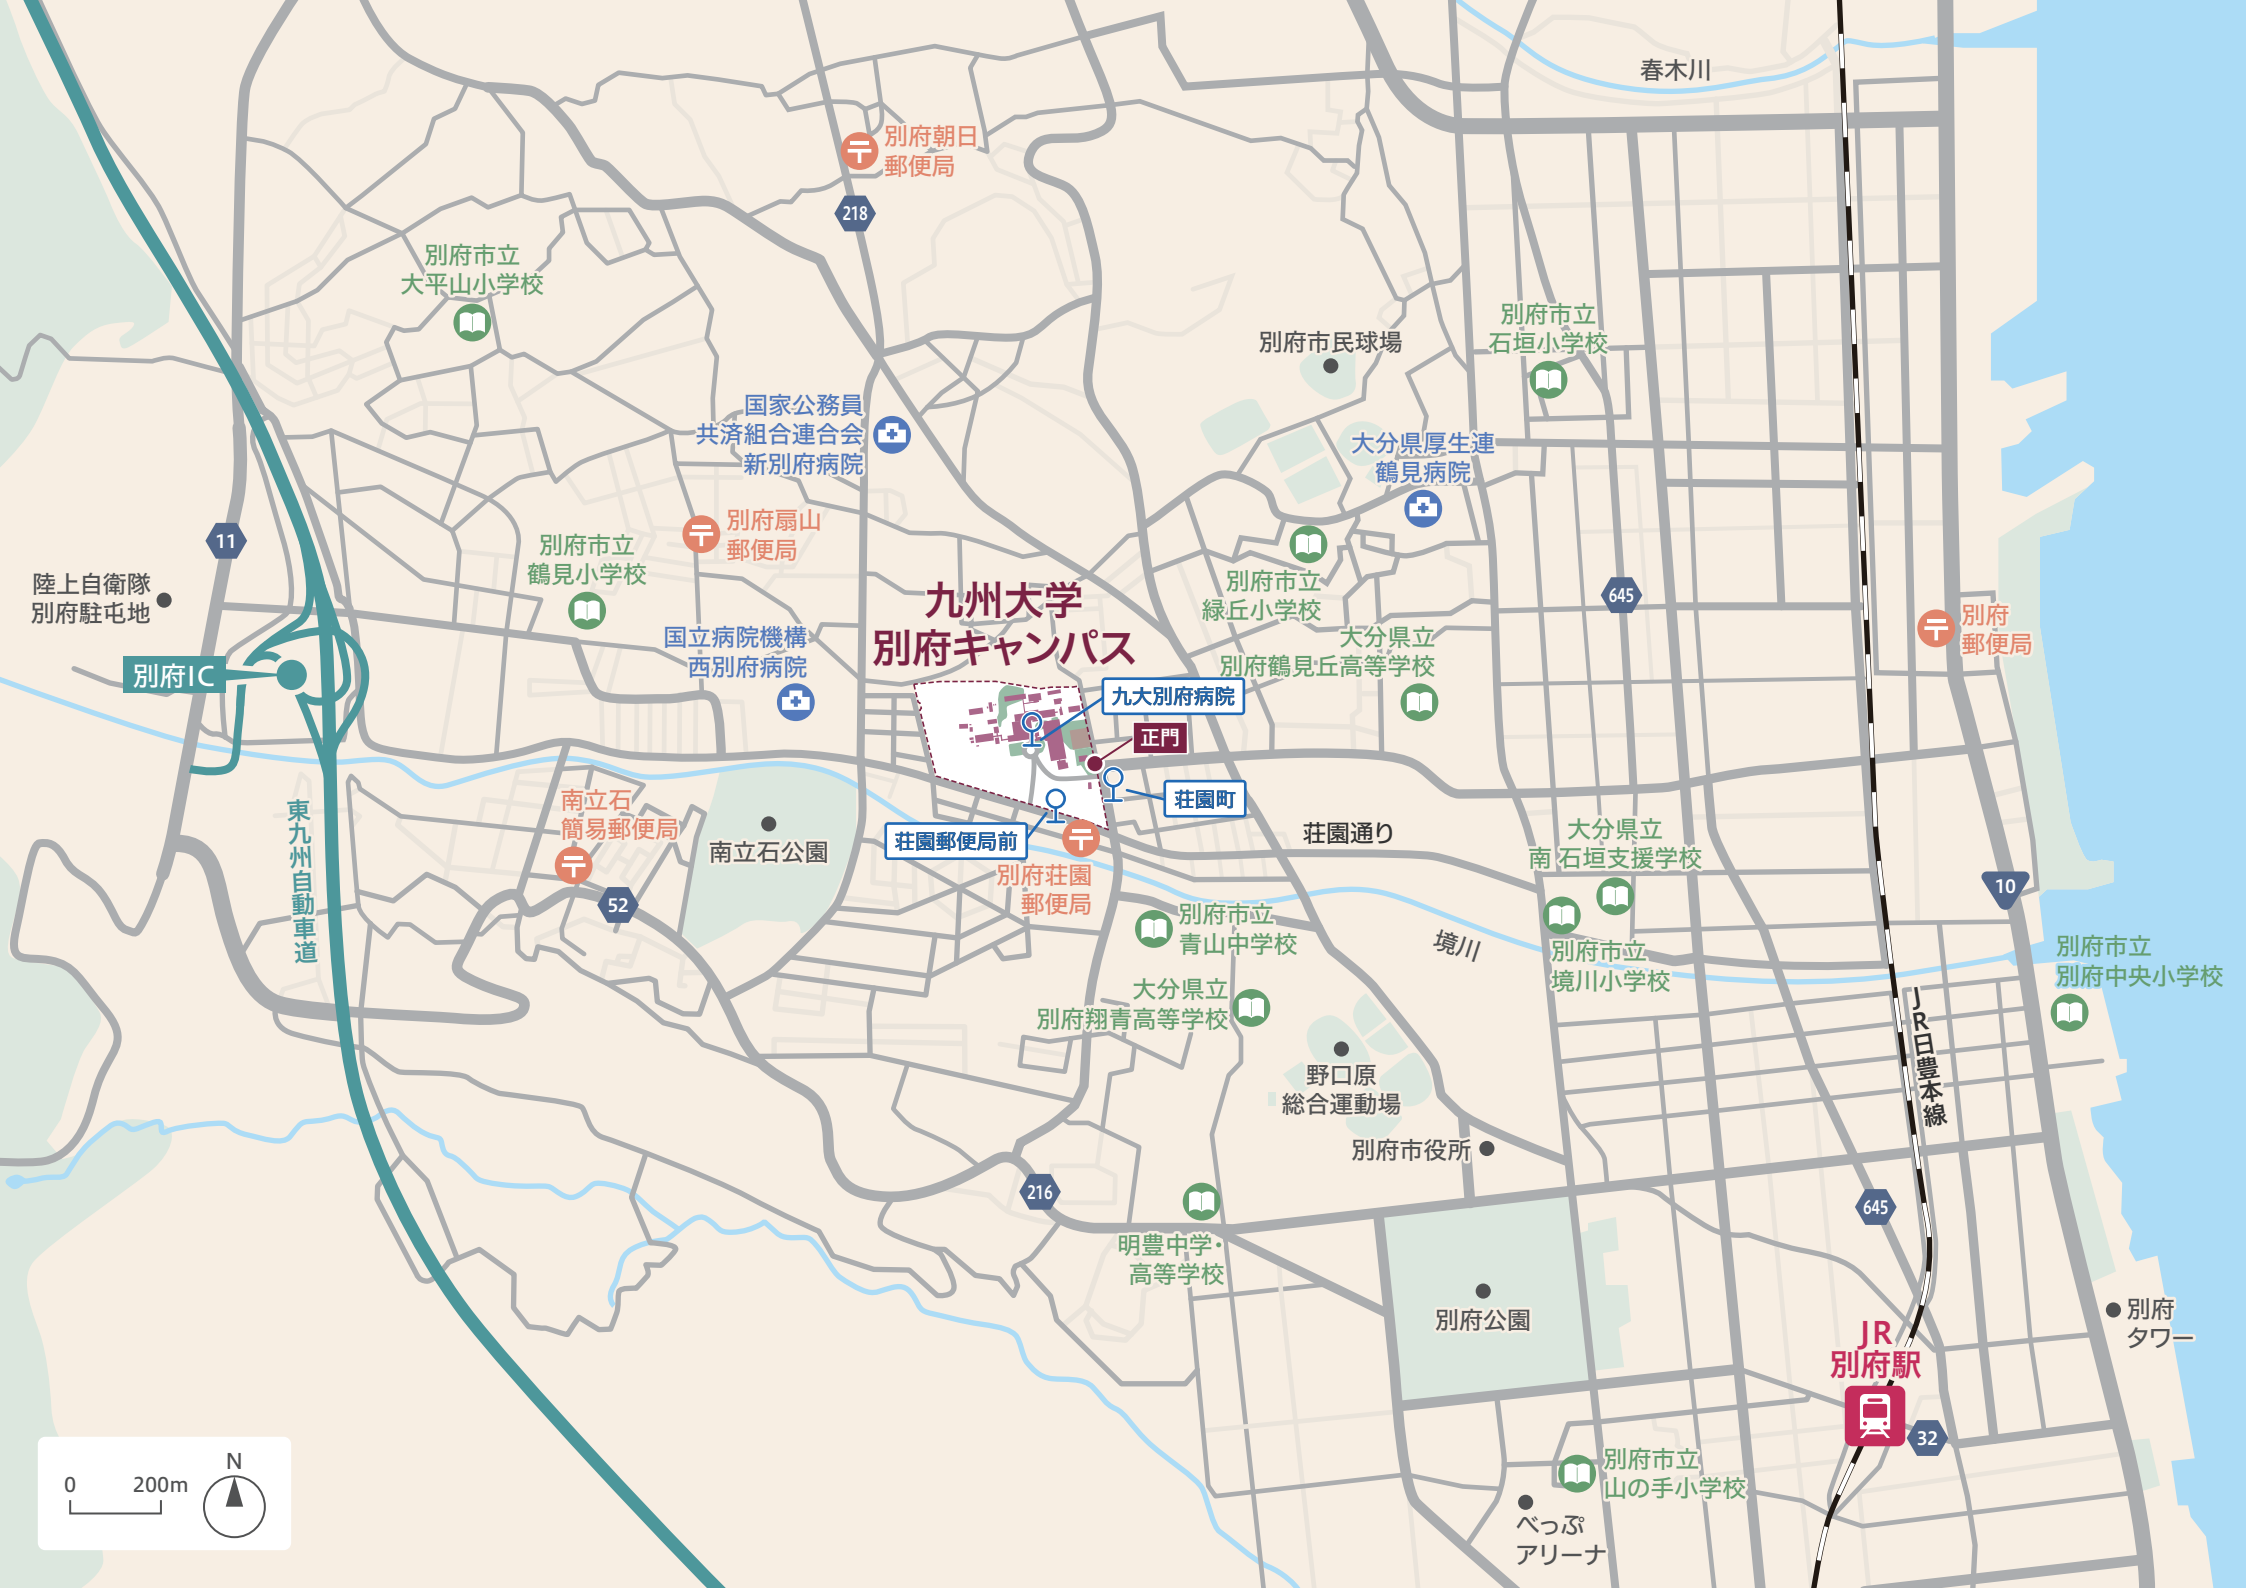 春木川
別府朝日
郵便局
218
別府市立
大平山小学校
別府市民球場
別府市立
石垣小学校
国家公務員
共済組合連合会
新別府病院
大分県厚生連
鶴見病院
11
別府扇山
郵便局
別府市立
鶴見小学校
陸上自衛隊
別府駐屯地
九州大学
別府キャンパス
別府市立
緑丘小学校
645
別府
郵便局
国立病院機構
西別府病院
大分県立
別府鶴見丘高等学校
別府IC
九大別府病院
正門
荘園町
荘園郵便局前
南立石
簡易郵便局
東九州自動車道
南立石公園
荘園通り
大分県立
南石垣支援学校
別府荘園
郵便局
52
10
別府市立
青山中学校
境川
別府市立
境川小学校
別府市立
別府中央小学校
大分県立
別府翔青高等学校
JR日豊本線
野口原
総合運動場
別府市役所
216
645
明豊中学・
高等学校
別府公園
別府
タワー
JR
別府駅
32
別府市立
山の手小学校
べっぷ
アリーナ
0 200m
N